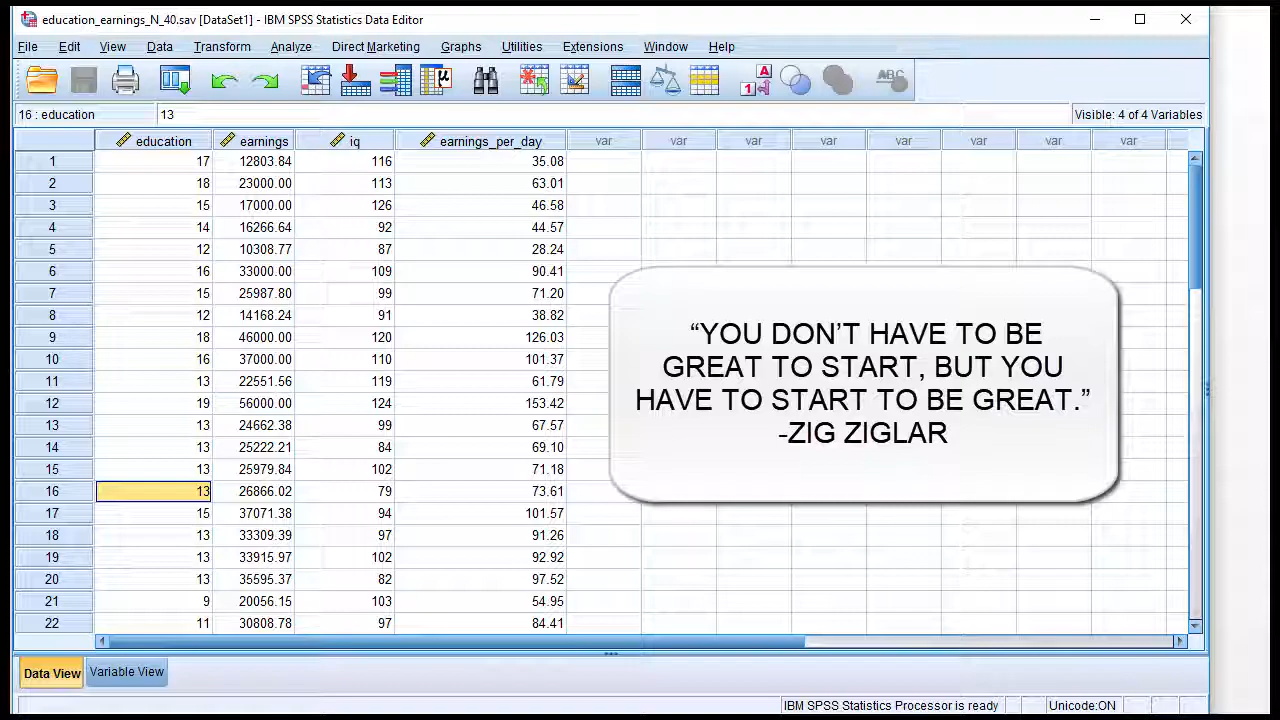 education_earnings_N_40.sav [DataSet1] - IBM SPSS Statistics Data Editor
File Edit View Data Transform Analyze Direct Marketing Graphs Utilities Extensions Window Help
16 : education 13 Visible: 4 of 4 Variables
education earnings iq earnings_per_day var var var var var var var var
1 17 12803.84 116 35.08
2 18 23000.00 113 63.01
3 15 17000.00 126 46.58
4 14 16266.64 92 44.57
5 12 10308.77 87 28.24
6 16 33000.00 109 90.41
7 15 25987.80 99 71.20
8 12 14168.24 91 38.82
9 18 46000.00 120 126.03
10 16 37000.00 110 101.37
11 13 22551.56 119 61.79
12 19 56000.00 124 153.42
13 13 24662.38 99 67.57
14 13 25222.21 84 69.10
15 13 25979.84 102 71.18
16 13 26866.02 79 73.61
17 15 37071.38 94 101.57
18 13 33309.39 97 91.26
19 13 33915.97 102 92.92
20 13 35595.37 82 97.52
21 9 20056.15 103 54.95
22 11 30808.78 97 84.41
“YOU DON’T HAVE TO BE
GREAT TO START, BUT YOU
HAVE TO START TO BE GREAT.”
-ZIG ZIGLAR
Data View Variable View
IBM SPSS Statistics Processor is ready Unicode:ON